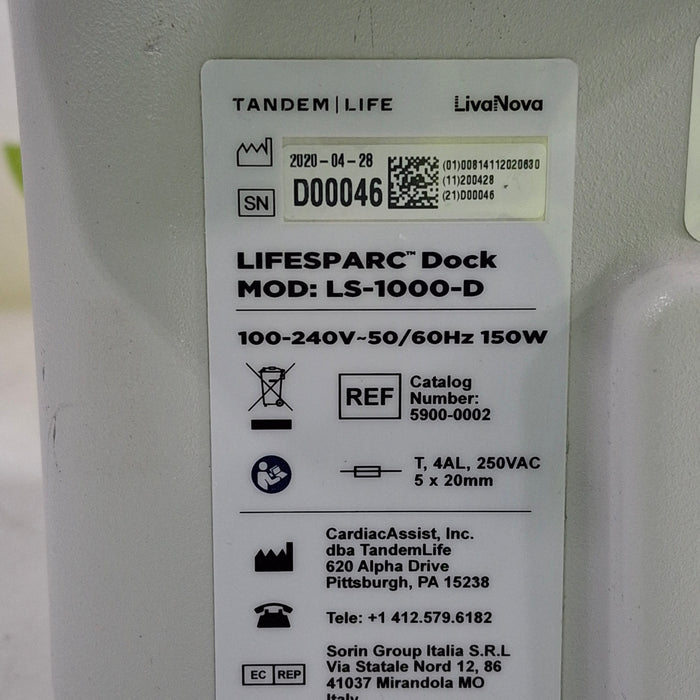 TANDEM|LIFE LivaNova
2020-04-28
SN D00046
(01)00814112020630
(11)200428
(21)D00046
LIFESPARC™ Dock
MOD: LS-1000-D
100-240V~50/60Hz 150W
REF
Catalog
Number:
5900-0002
T, 4AL, 250VAC
5 x 20mm
CardiacAssist, Inc.
dba TandemLife
620 Alpha Drive
Pittsburgh, PA 15238
Tele: +1 412.579.6182
EC REP
Sorin Group Italia S.R.L
Via Statale Nord 12, 86
41037 Mirandola MO
Italy